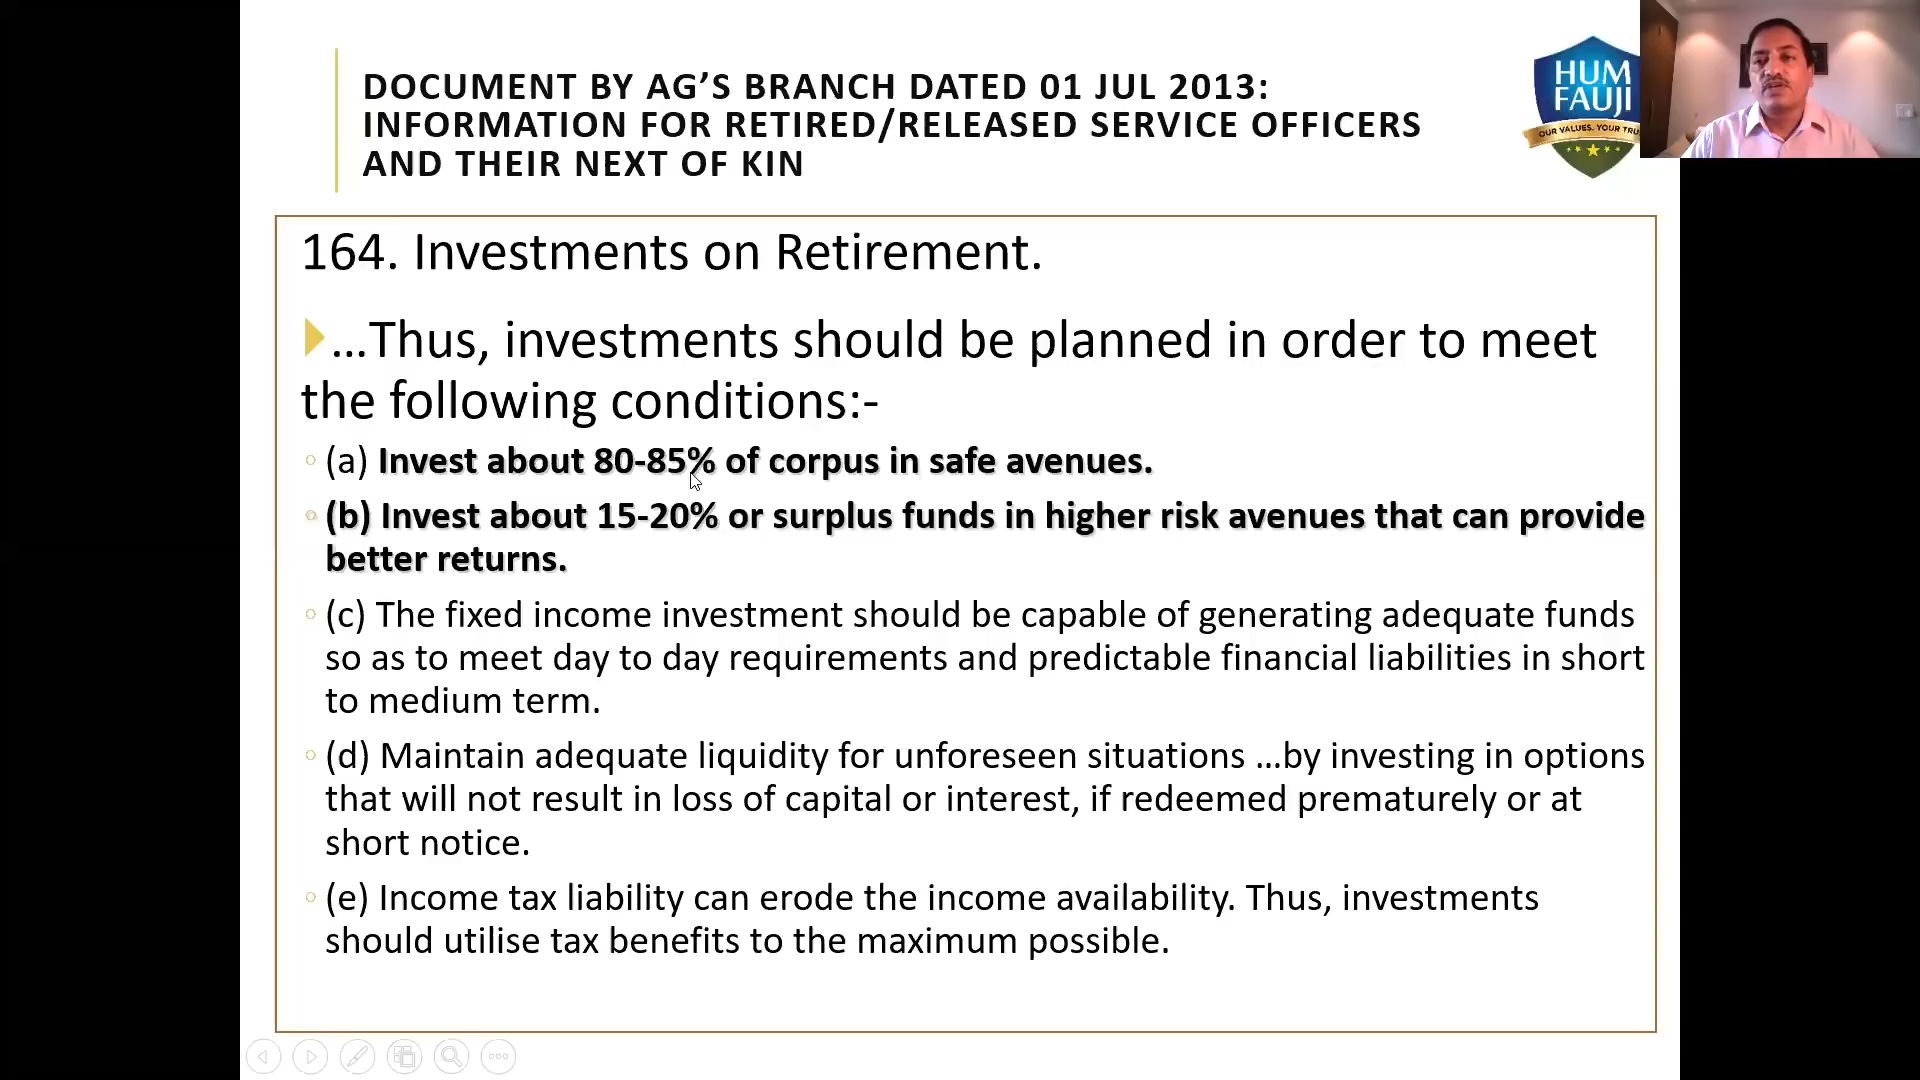 DOCUMENT BY AG’S BRANCH DATED 01 JUL 2013:
INFORMATION FOR RETIRED/RELEASED SERVICE OFFICERS
AND THEIR NEXT OF KIN
HUM
FAUJI
OUR VALUES. YOUR TRU
164. Investments on Retirement.
…Thus, investments should be planned in order to meet
the following conditions:-
(a) Invest about 80-85% of corpus in safe avenues.
(b) Invest about 15-20% or surplus funds in higher risk avenues that can provide
better returns.
(c) The fixed income investment should be capable of generating adequate funds
so as to meet day to day requirements and predictable financial liabilities in short
to medium term.
(d) Maintain adequate liquidity for unforeseen situations …by investing in options
that will not result in loss of capital or interest, if redeemed prematurely or at
short notice.
(e) Income tax liability can erode the income availability. Thus, investments
should utilise tax benefits to the maximum possible.